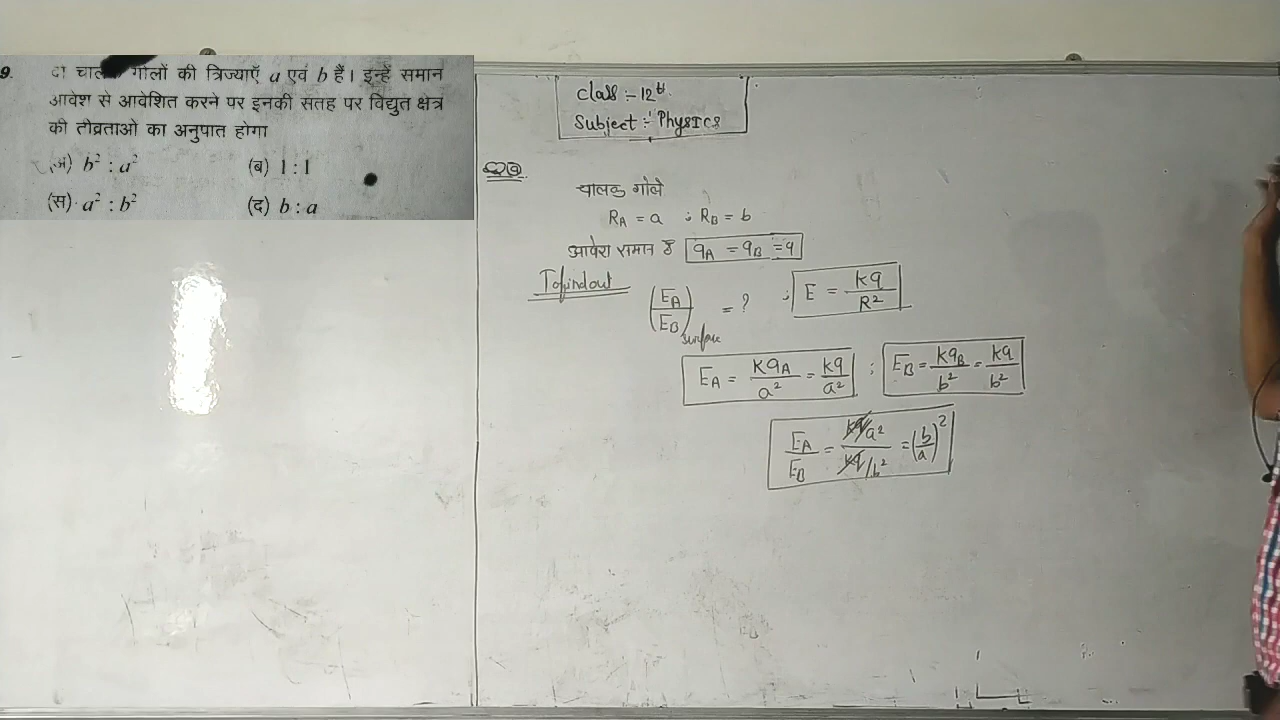 9. दो चालक गोलों की त्रिज्याएँ a एवं b हैं। इन्हें समान
आवेश से आवेशित करने पर इनकी सतह पर विद्युत क्षेत्र
की तीव्रताओं का अनुपात होगा
(अ) b² : a² (ब) 1 : 1
(स) a² : b² (द) b : a
Class :- 12th
Subject :- Physics
Q9
चालक गोले
R_A = a ; R_B = b
आवेश समान है q_A = q_B = q
To find out
(E_A/E_B)surface = ? ; E = kq/R²
E_A = kq_A/a² = kq/a² ; E_B = kq_B/b² = kq/b²
E_A/E_B = (kq/a²)/(kq/b²) = (b/a)²